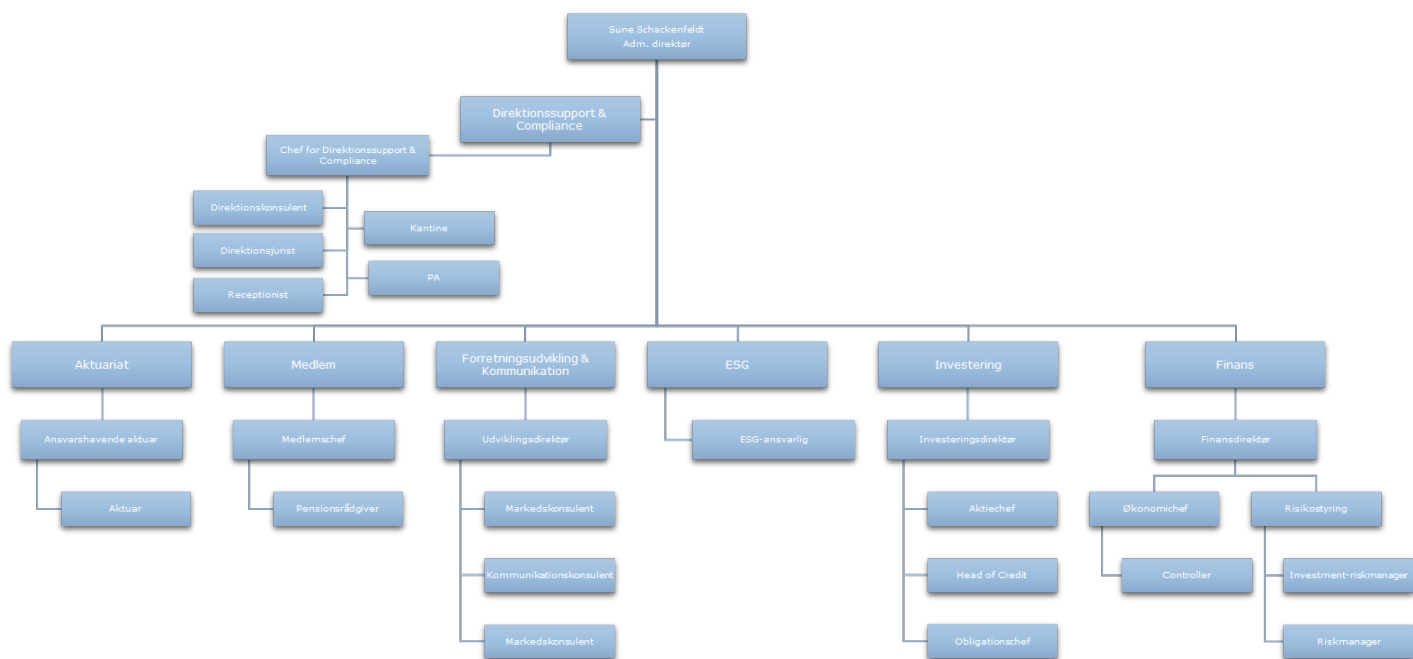 Sune Schackenfeldt
Adm. direktør
Direktionssupport &
Compliance
Chef for Direktionssupport &
Compliance
Direktionskonsulent
Kantine
Direktionsjurist
PA
Receptionist
Aktuariat
Medlem
Forretningsudvikling &
Kommunikation
ESG
Investering
Finans
Ansvarshavende aktuar
Medlemschef
Udviklingsdirektør
ESG-ansvarlig
Investeringsdirektør
Finansdirektør
Aktuar
Pensionsrådgiver
Markedskonsulent
Aktiechef
Økonomichef
Risikostyring
Kommunikationskonsulent
Head of Credit
Controller
Investment-riskmanager
Markedskonsulent
Obligationschef
Riskmanager